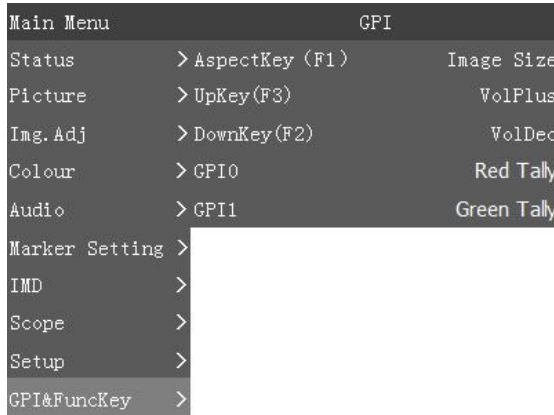 Main Menu GPI
Status > AspectKey (F1) Image Size
Picture > UpKey(F3) VolPlus
Img.Adj > DownKey(F2) VolDec
Colour > GPI0 Red Tally
Audio > GPI1 Green Tally
Marker Setting >
IMD >
Scope >
Setup >
GPI&FuncKey >